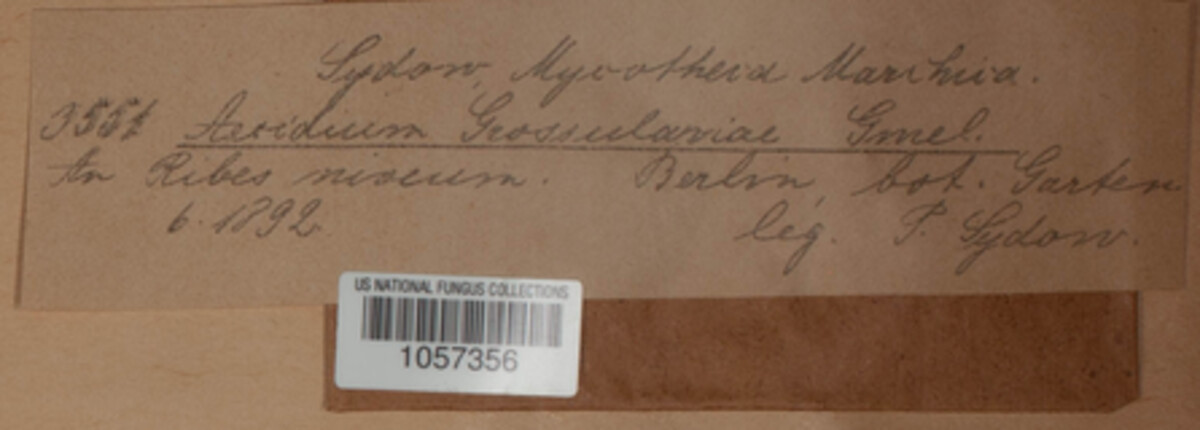 Sydow, Mycotheca Marchica.
3551 Aecidium Grossulariae Gmel.
An Ribes niveum. Berlin, bot. Garten
6. 1892. leg. P. Sydow.
US NATIONAL FUNGUS COLLECTIONS
1057356